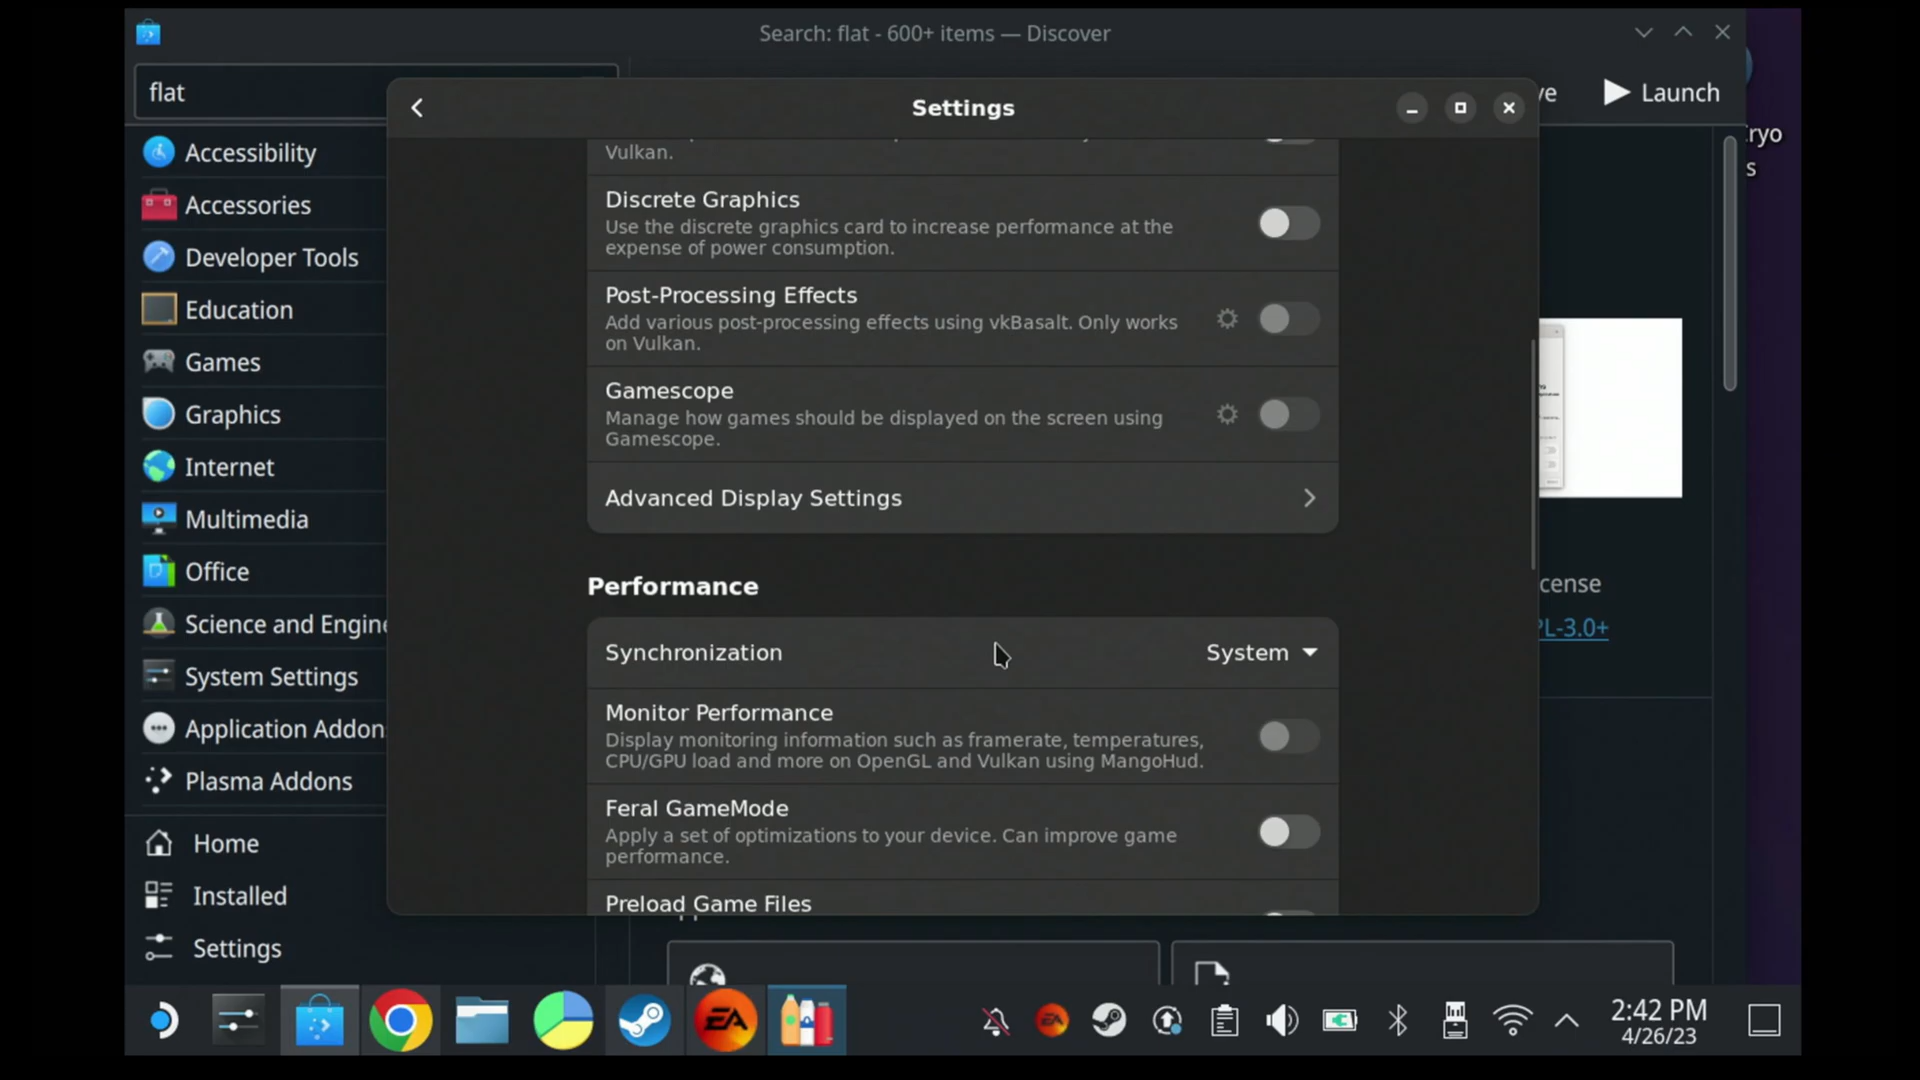 Search: flat - 600+ items — Discover
flat
ve
Launch
Settings
Accessibility
Accessories
Developer Tools
Education
Games
Graphics
Internet
Multimedia
Office
Science and Engine
System Settings
Application Addon
Plasma Addons
Home
Installed
Settings
Vulkan.
Discrete Graphics
Use the discrete graphics card to increase performance at the
expense of power consumption.
Post-Processing Effects
Add various post-processing effects using vkBasalt. Only works
on Vulkan.
Gamescope
Manage how games should be displayed on the screen using
Gamescope.
Advanced Display Settings
Performance
Synchronization
System
Monitor Performance
Display monitoring information such as framerate, temperatures,
CPU/GPU load and more on OpenGL and Vulkan using MangoHud.
Feral GameMode
Apply a set of optimizations to your device. Can improve game
performance.
Preload Game Files
ryo
s
cense
PL-3.0+
EA
EA
2:42 PM
4/26/23